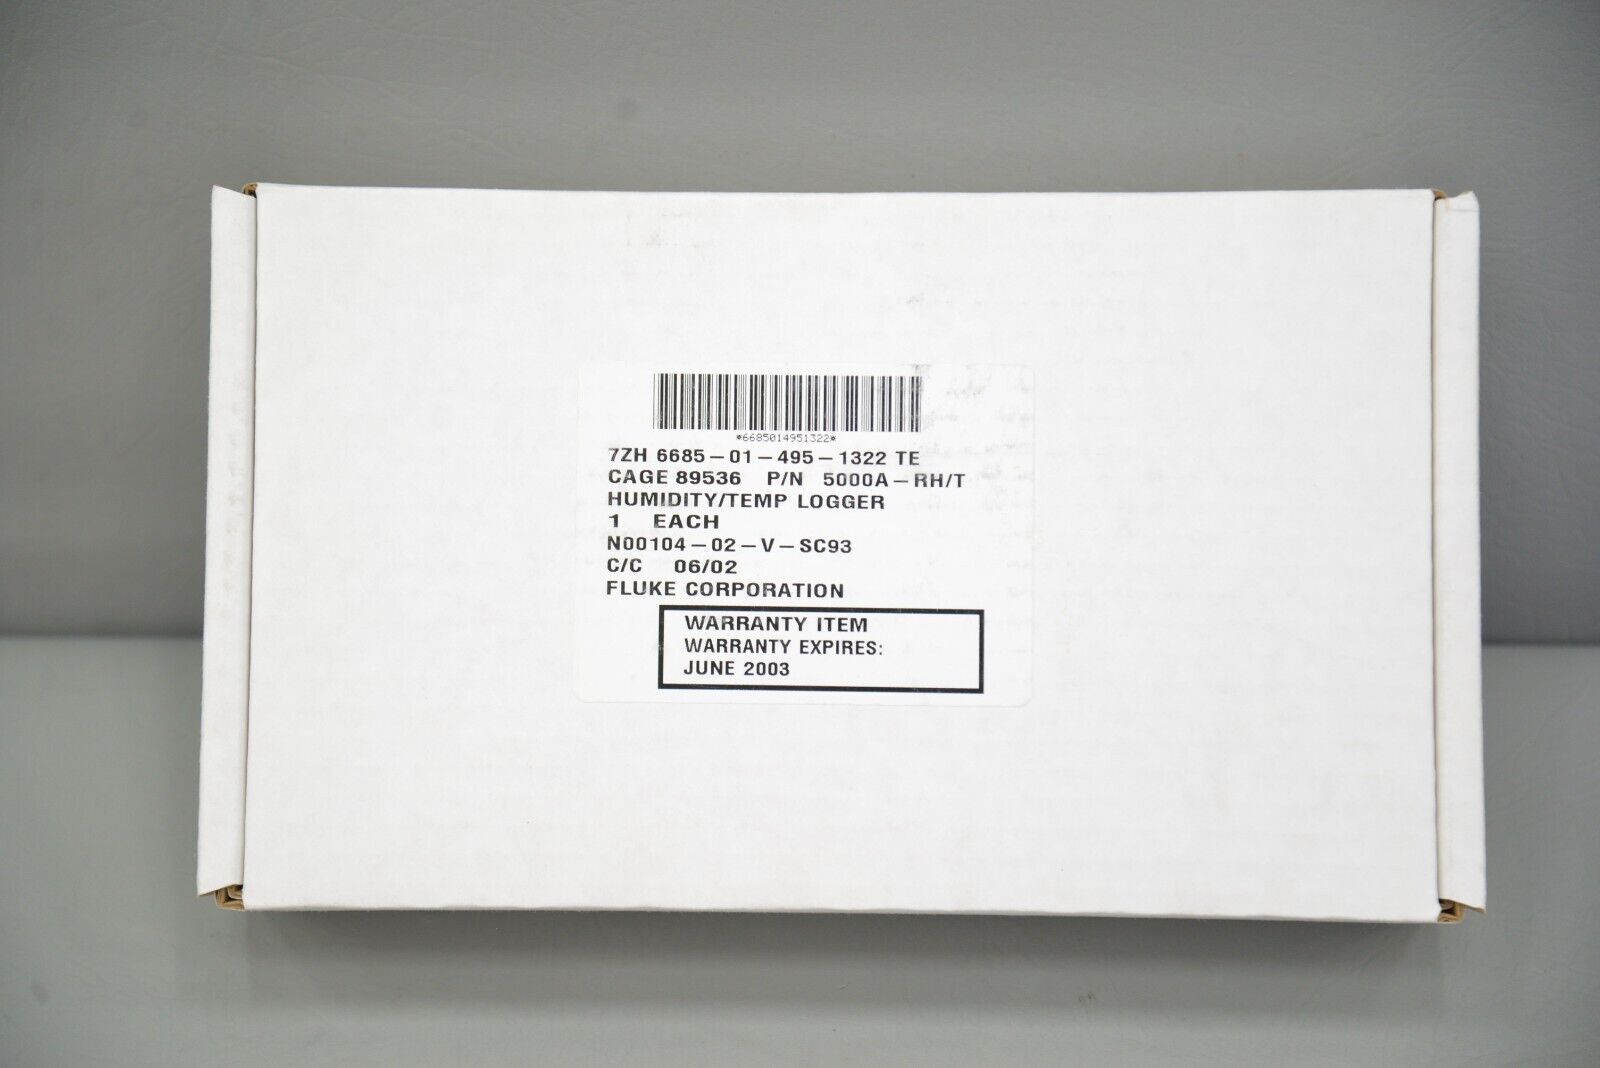 *6685014951322*
7ZH 6685-01-495-1322 TE
CAGE 89536 P/N 5000A-RH/T
HUMIDITY/TEMP LOGGER
1 EACH
N00104-02-V-SC93
C/C 06/02
FLUKE CORPORATION
WARRANTY ITEM
WARRANTY EXPIRES:
JUNE 2003